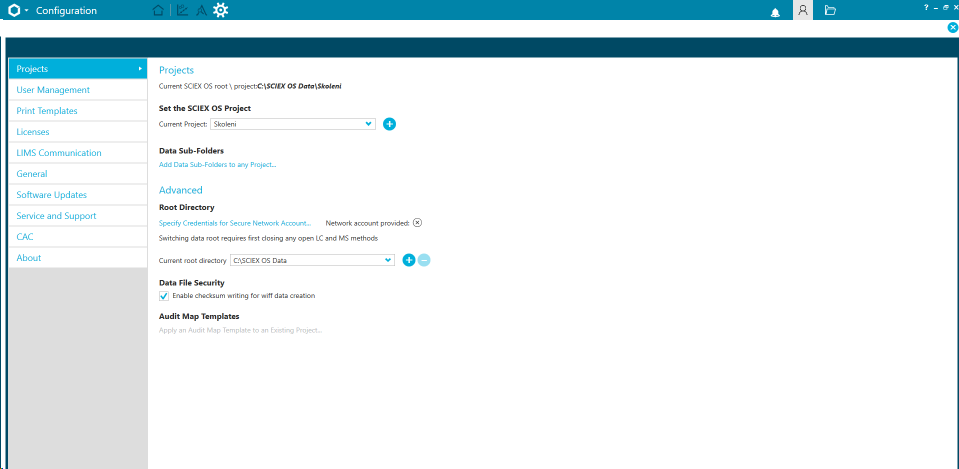 Configuration
?
Projects
User Management
Print Templates
Licenses
LIMS Communication
General
Software Updates
Service and Support
CAC
About
Projects
Current SCIEX OS root \ project:C:\SCIEX OS Data\Skoleni
Set the SCIEX OS Project
Current Project: Skoleni
Data Sub-Folders
Add Data Sub-Folders to any Project...
Advanced
Root Directory
Specify Credentials for Secure Network Account... Network account provided:
Switching data root requires first closing any open LC and MS methods
Current root directory C:\SCIEX OS Data
Data File Security
Enable checksum writing for wiff data creation
Audit Map Templates
Apply an Audit Map Template to an Existing Project...